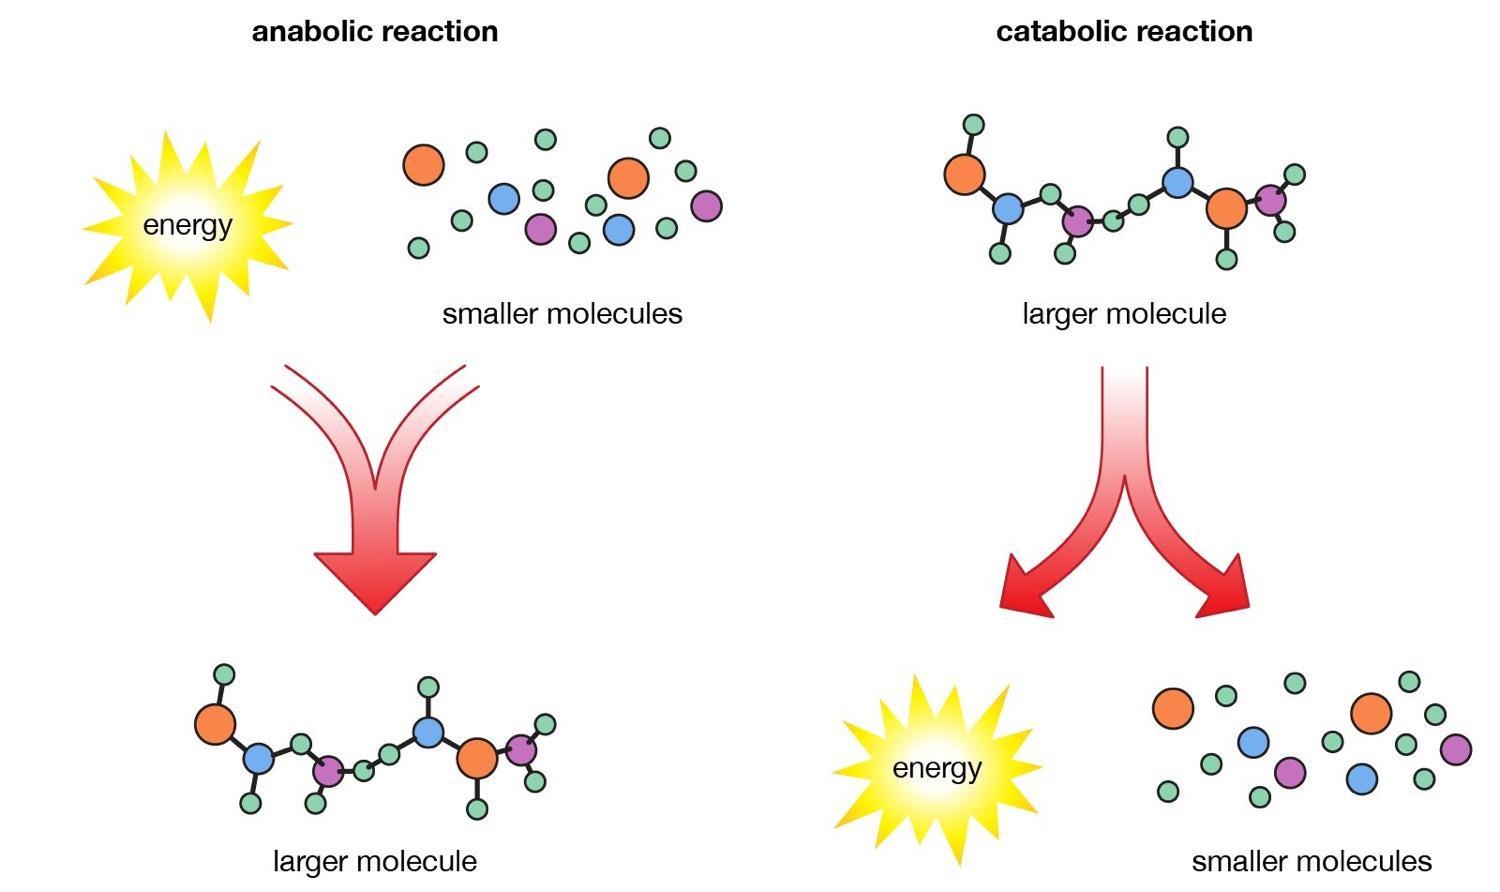 anabolic reaction
catabolic reaction
energy
smaller molecules
larger molecule
larger molecule
energy
smaller molecules